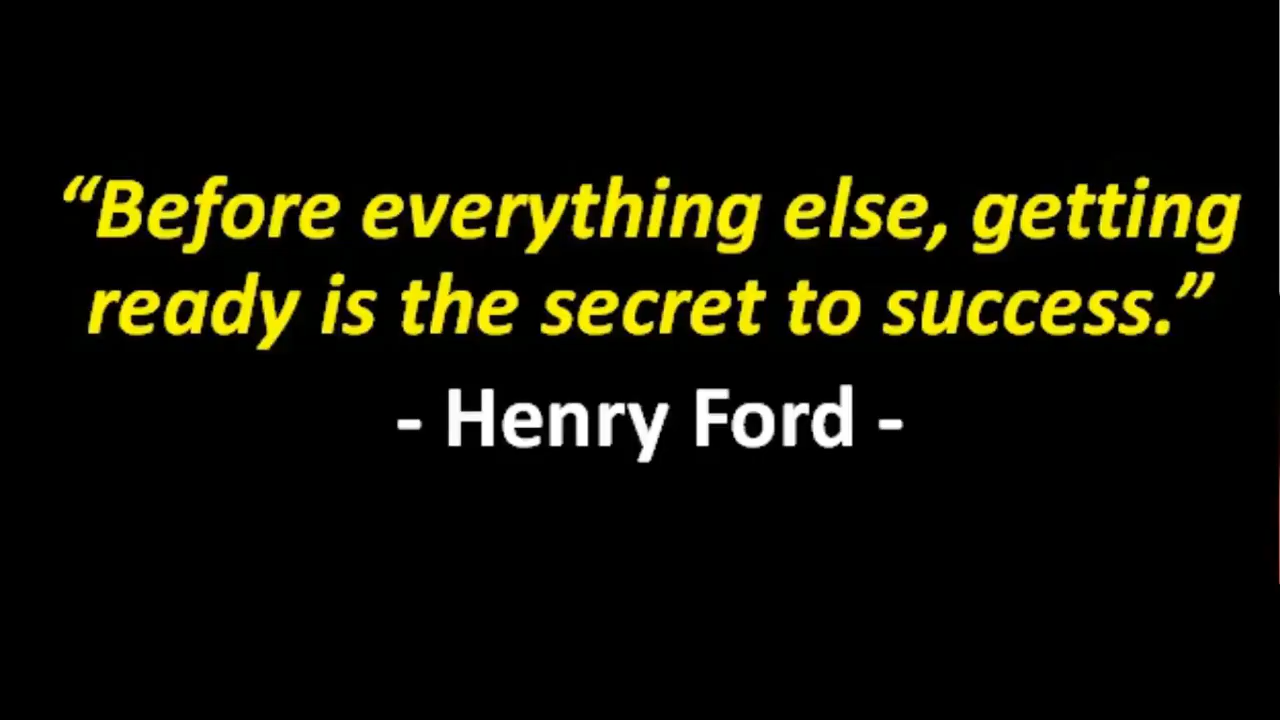 “Before everything else, getting
ready is the secret to success.”
- Henry Ford -